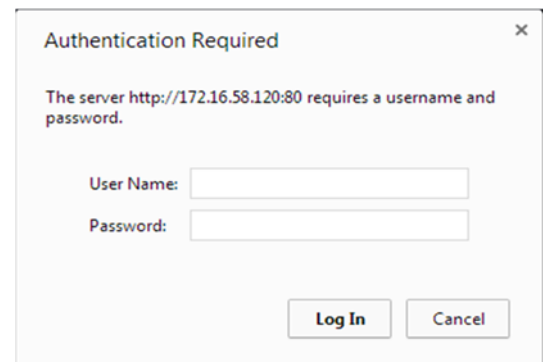 Authentication Required
The server http://172.16.58.120:80 requires a username and
password.
User Name:
Password:
Log In
Cancel